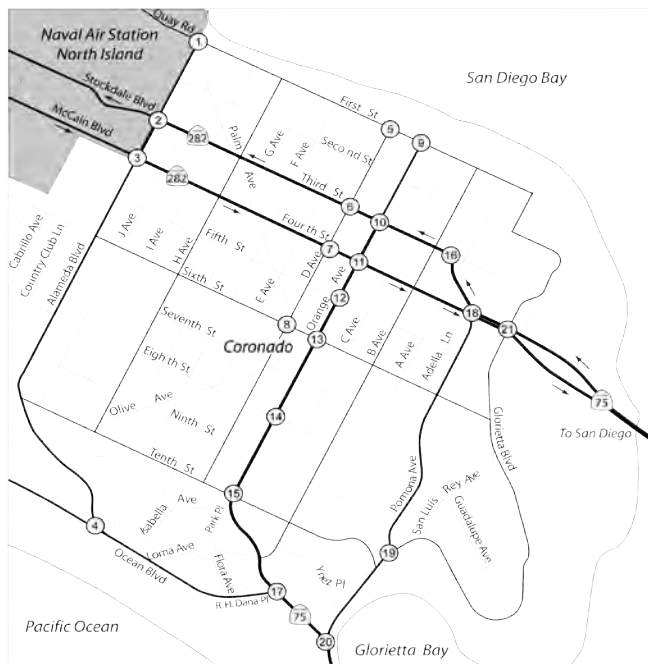 Quay Rd
Naval Air Station
North Island
1
San Diego Bay
Stockdale Blvd
First St
2
282
Palm
Ave
G Ave
F Ave
Second St
5
9
McCain Blvd
3
282
Third St
6
10
Cabrillo Ave
Country Club Ln
Alameda Blvd
J Ave
I Ave
H Ave
Fifth St
Fourth St
7
D Ave
11
16
Sixth St
E Ave
Orange
Ave
12
C Ave
B Ave
A Ave
Adella Ln
18
21
Seventh St
8
Coronado
13
Eighth St
75
To San Diego
Olive Ave
Ninth St
14
Glorietta Blvd
Tenth St
15
Pomona Ave
San Luis Rey Ave
Guadalupe Ave
Isabella Ave
Park Pl
4
Loma Ave
Ocean Blvd
Flora Ave
Ynez Pl
19
R.H. Dana Pl
17
75
20
Pacific Ocean
Glorietta Bay